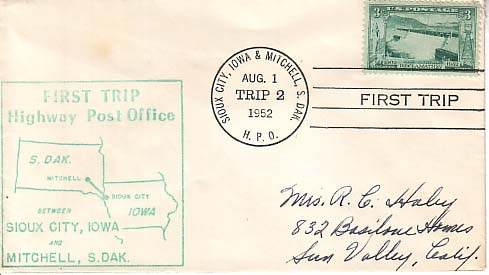 3 U.S. POSTAGE 3
SIOUX CITY, IOWA & MITCHELL, S. DAK.
AUG. 1
TRIP 2
1952
H. P. O.
FIRST TRIP
FIRST TRIP
Highway Post Office
S. DAK.
MITCHELL
SIOUX CITY
IOWA
BETWEEN
SIOUX CITY, IOWA
AND
MITCHELL, S.DAK.
Mrs. R. C. Haley
832 Basilone Homes
Sun Valley, Calif.